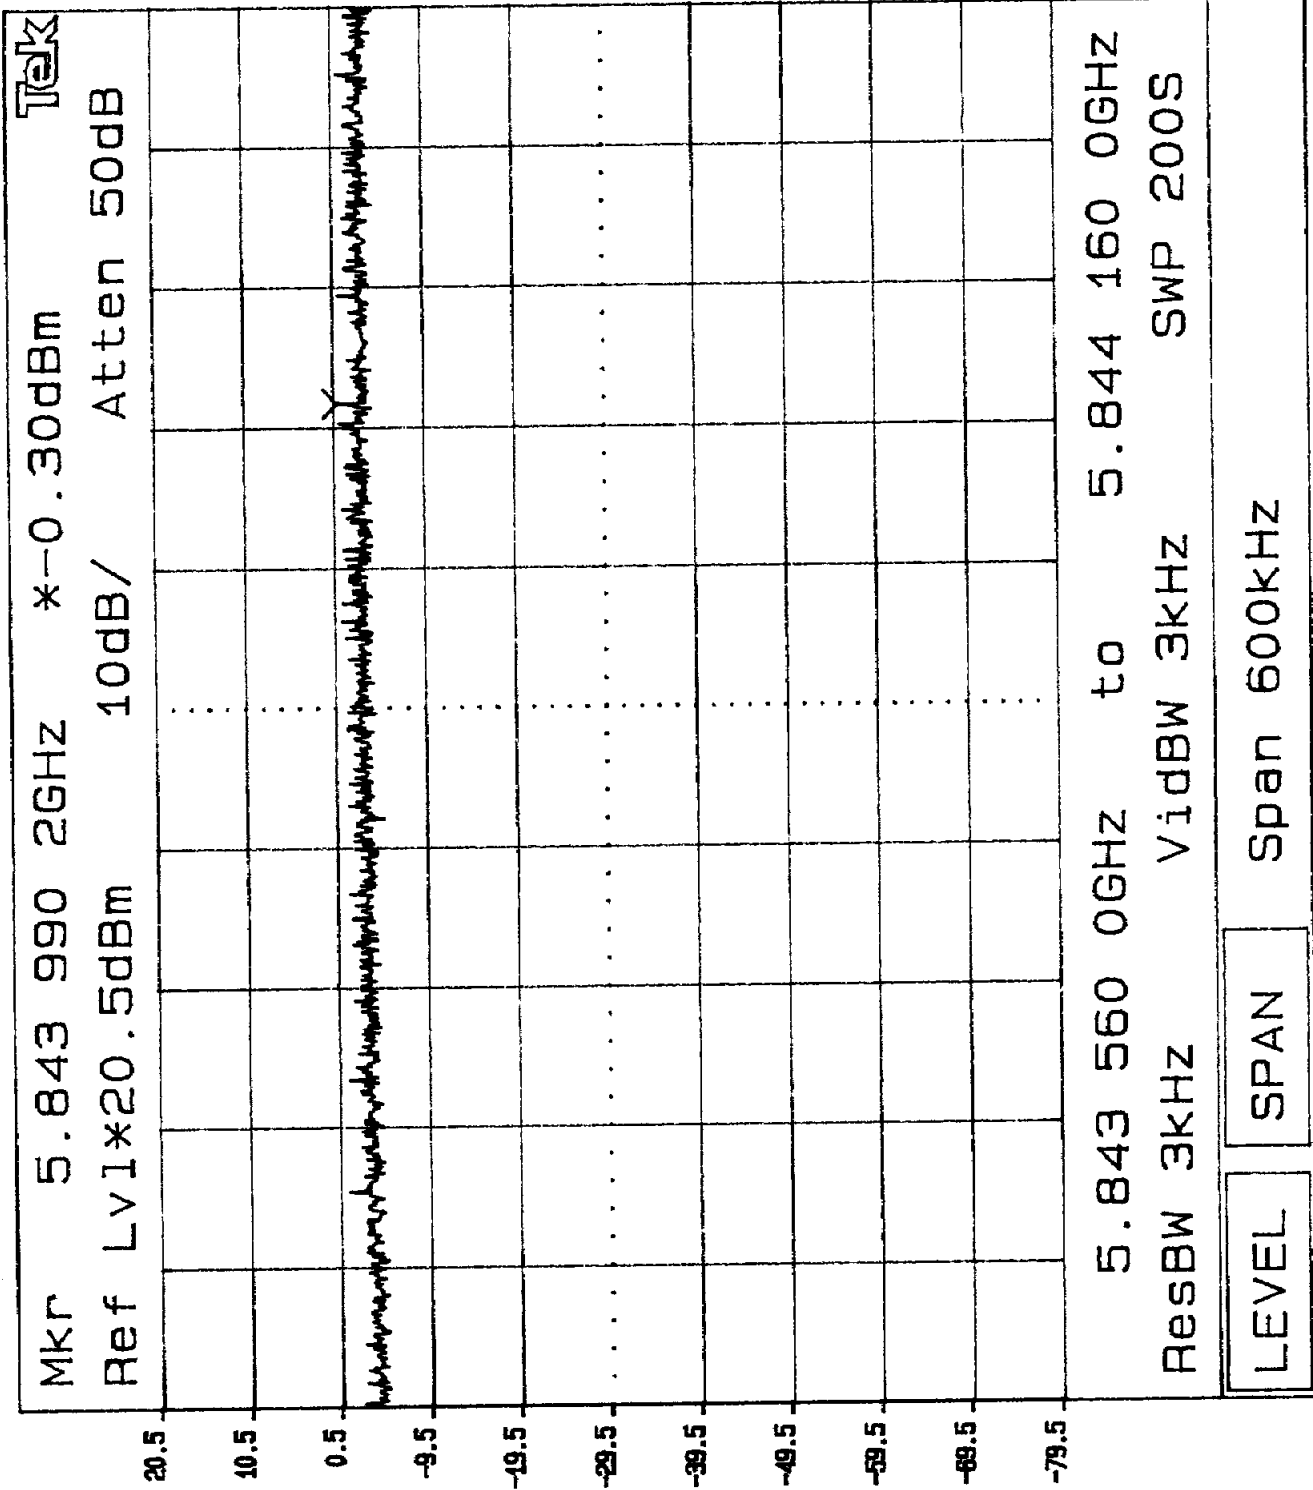 Mkr 5.843 990 2GHz *-0.30dBm Tek
Ref Lvl*20.5dBm 10dB/ Atten 50dB
20.5
10.5
0.5
-9.5
-19.5
-29.5
-39.5
-49.5
-59.5
-69.5
-79.5
5.843 560 0GHz to 5.844 160 0GHz
ResBW 3kHz VidBW 3kHz SWP 200S
LEVEL SPAN Span 600kHz